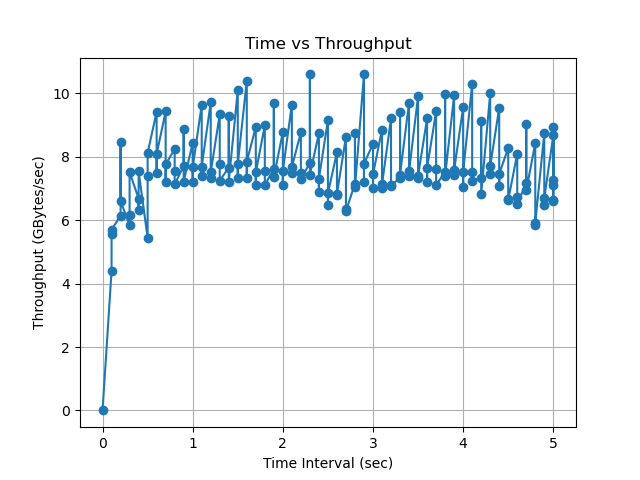 Time vs Throughput
Throughput (GBytes/sec)
10
8
6
4
2
0
0 1 2 3 4 5
Time Interval (sec)